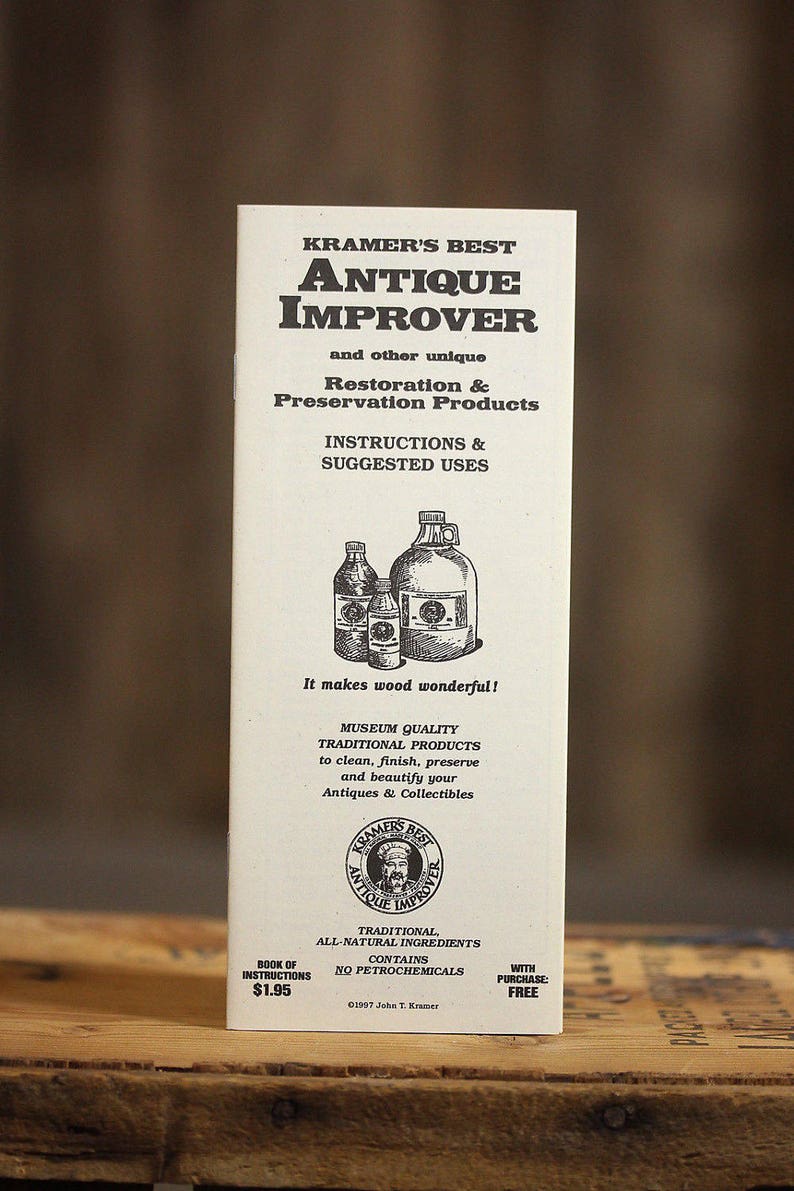 KRAMER'S BEST
ANTIQUE
IMPROVER
and other unique
Restoration &
Preservation Products
INSTRUCTIONS &
SUGGESTED USES
It makes wood wonderful!
MUSEUM QUALITY
TRADITIONAL PRODUCTS
to clean, finish, preserve
and beautify your
Antiques & Collectibles
KRAMER'S BEST
ANTIQUE IMPROVER
TRADITIONAL,
ALL-NATURAL INGREDIENTS
CONTAINS
NO PETROCHEMICALS
BOOK OF
INSTRUCTIONS
$1.95
WITH
PURCHASE:
FREE
©1997 John T. Kramer